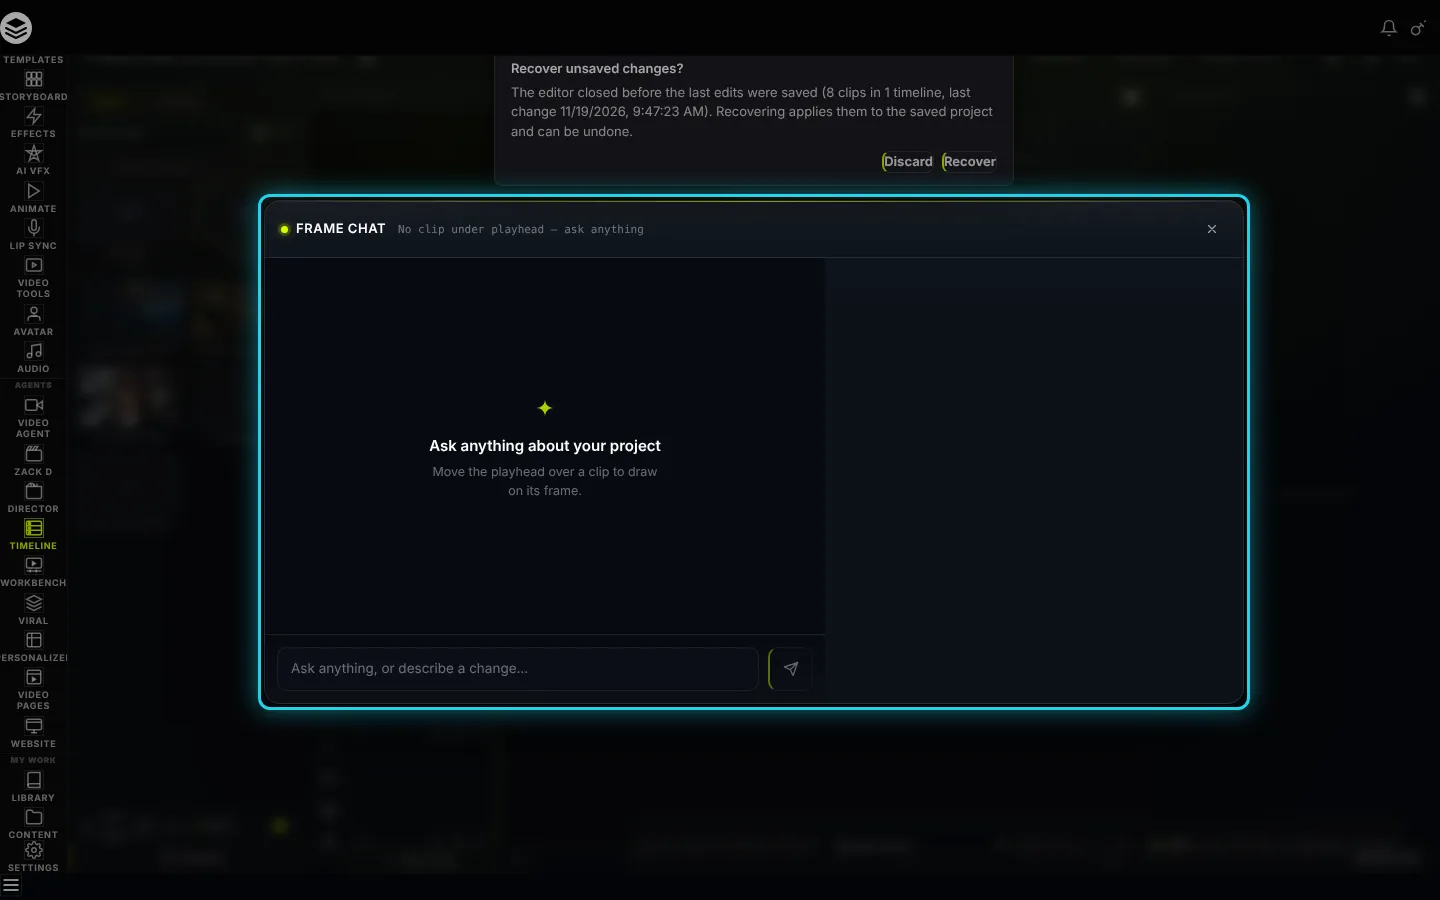 TEMPLATES
STORYBOARD
EFFECTS
AI VFX
ANIMATE
LIP SYNC
VIDEO
TOOLS
AVATAR
AUDIO
AGENTS
VIDEO
AGENT
ZACK D
DIRECTOR
TIMELINE
WORKBENCH
VIRAL
PERSONALIZE
VIDEO
PAGES
WEBSITE
MY WORK
LIBRARY
CONTENT
SETTINGS
Recover unsaved changes?
The editor closed before the last edits were saved (8 clips in 1 timeline, last
change 11/19/2026, 9:47:23 AM). Recovering applies them to the saved project
and can be undone.
Discard Recover
FRAME CHAT No clip under playhead — ask anything
Ask anything about your project
Move the playhead over a clip to draw
on its frame.
Ask anything, or describe a change...